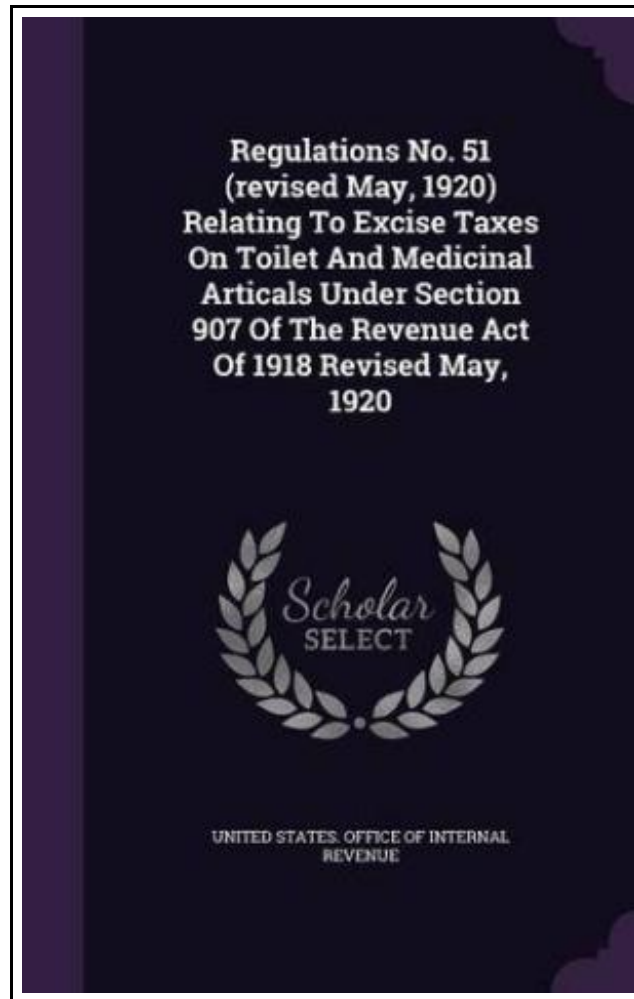 Regulations No. 51
(revised May, 1920)
Relating To Excise Taxes
On Toilet And Medicinal
Articals Under Section
907 Of The Revenue Act
Of 1918 Revised May,
1920
Scholar
SELECT
UNITED STATES. OFFICE OF INTERNAL
REVENUE